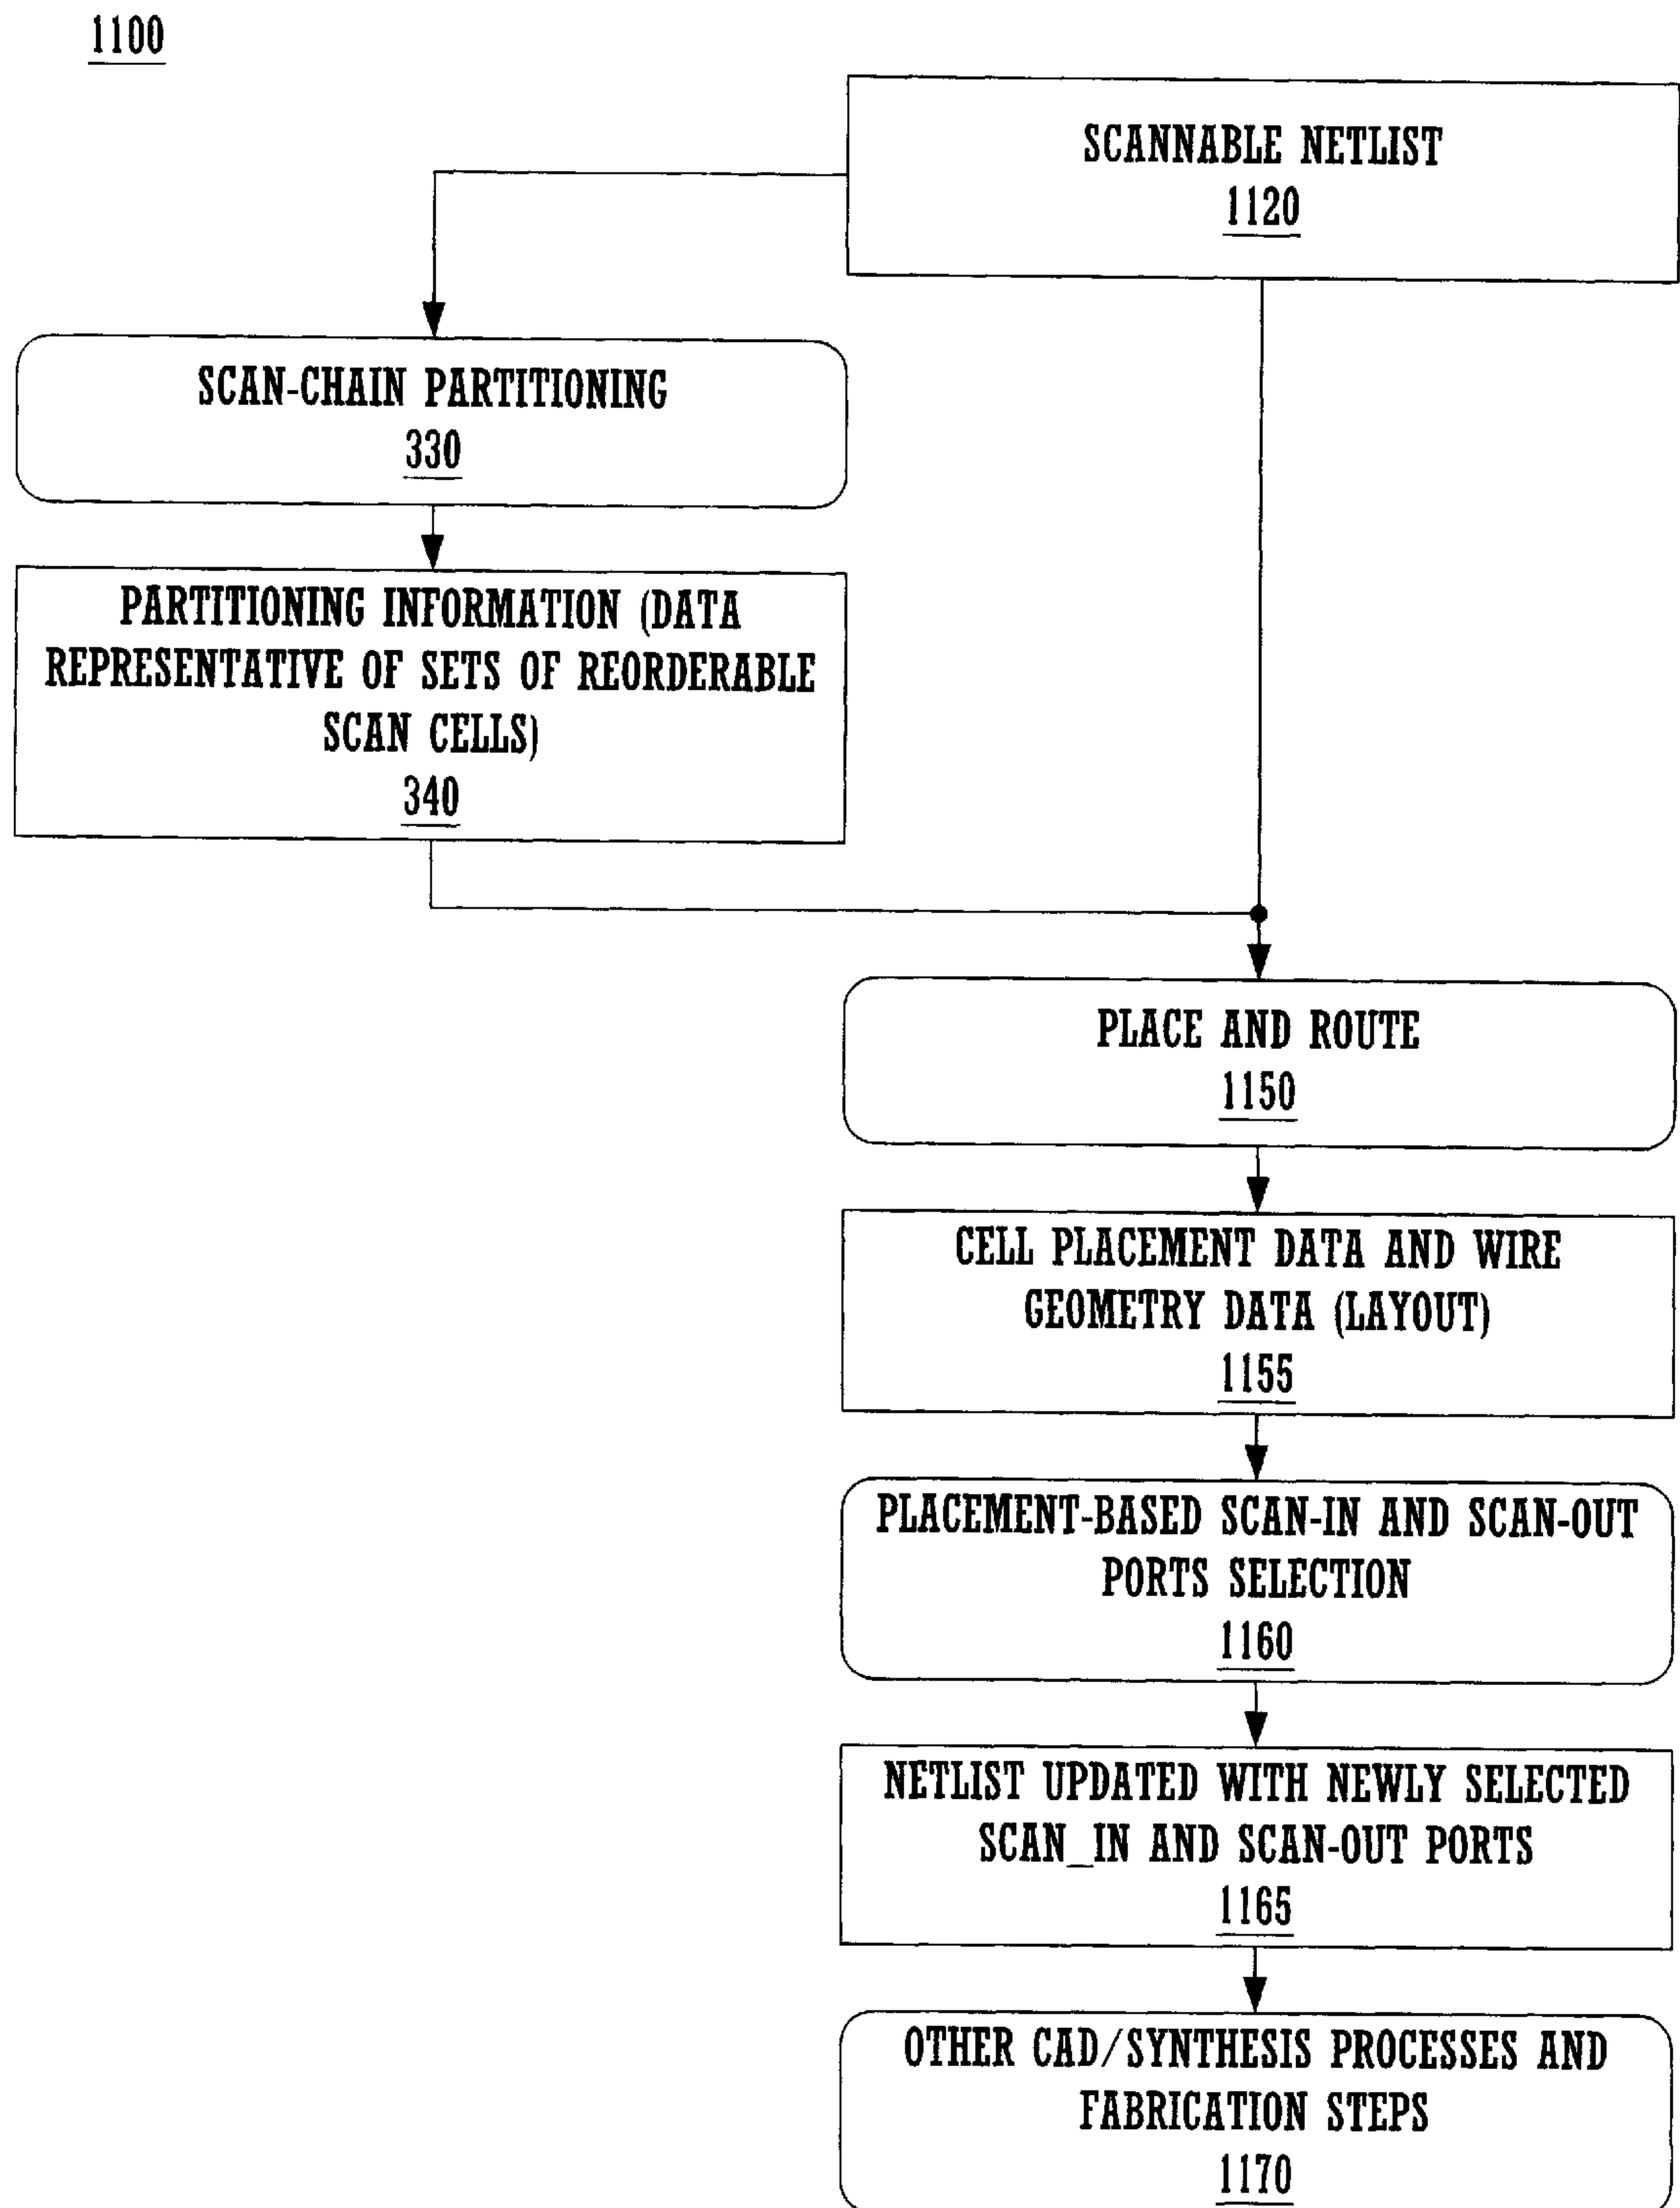 1100
SCANNABLE NETLIST
1120
SCAN-CHAIN PARTITIONING
330
PARTITIONING INFORMATION (DATA
REPRESENTATIVE OF SETS OF REORDERABLE
SCAN CELLS)
340
PLACE AND ROUTE
1150
CELL PLACEMENT DATA AND WIRE
GEOMETRY DATA (LAYOUT)
1155
PLACEMENT-BASED SCAN-IN AND SCAN-OUT
PORTS SELECTION
1160
NETLIST UPDATED WITH NEWLY SELECTED
SCAN_IN AND SCAN-OUT PORTS
1165
OTHER CAD/SYNTHESIS PROCESSES AND
FABRICATION STEPS
1170